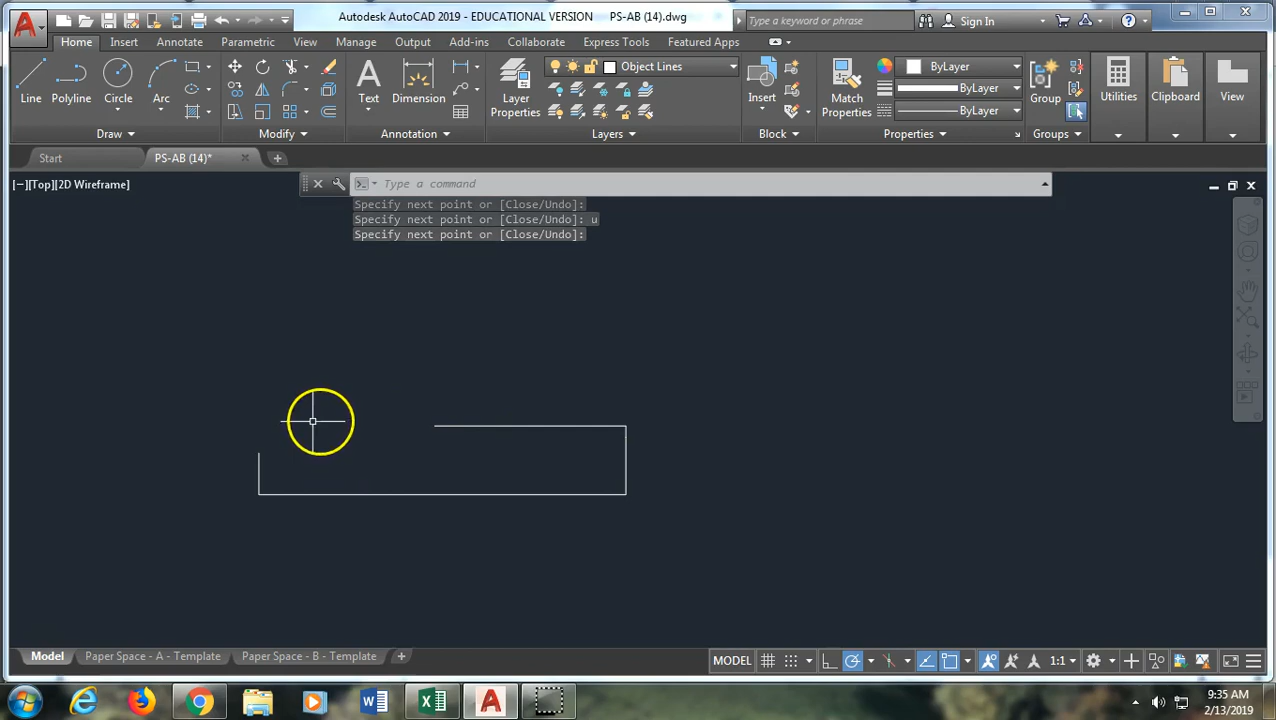 Autodesk AutoCAD 2019 - EDUCATIONAL VERSION PS-AB (14).dwg
Type a keyword or phrase
Sign In
Home Insert Annotate Parametric View Manage Output Add-ins Collaborate Express Tools Featured Apps
Object Lines
ByLayer
ByLayer
ByLayer
Line Polyline Circle Arc
Text Dimension
Layer
Properties
Insert
Match
Properties
Group
Utilities
Clipboard
View
Draw
Modify
Annotation
Layers
Block
Properties
Groups
Start
PS-AB (14)*
[−][Top][2D Wireframe]
Type a command
Specify next point or [Close/Undo]:
Specify next point or [Close/Undo]: u
Specify next point or [Close/Undo]:
Model
Paper Space - A - Template
Paper Space - B - Template
MODEL
1:1
9:35 AM
2/13/2019